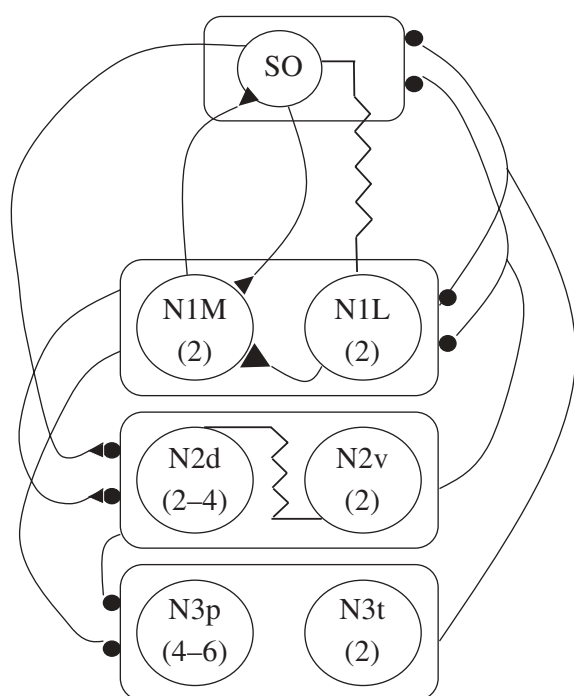 SO
N1M
(2)
N1L
(2)
N2d
(2–4)
N2v
(2)
N3p
(4–6)
N3t
(2)